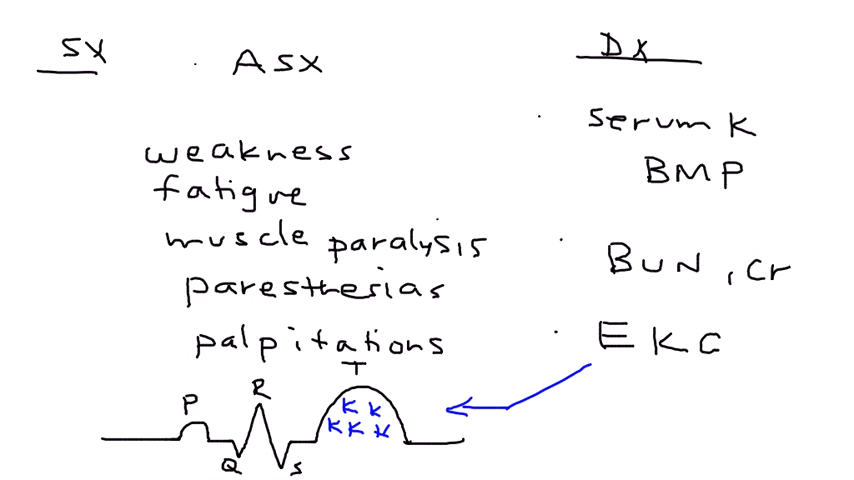 SX
· ASX
weakness
fatigue
muscle paralysis
paresthesias
palpitations
DX
· Serum K
BMP
· BUN, Cr
· EKG
T
R
P
K K
K K K
Q
S